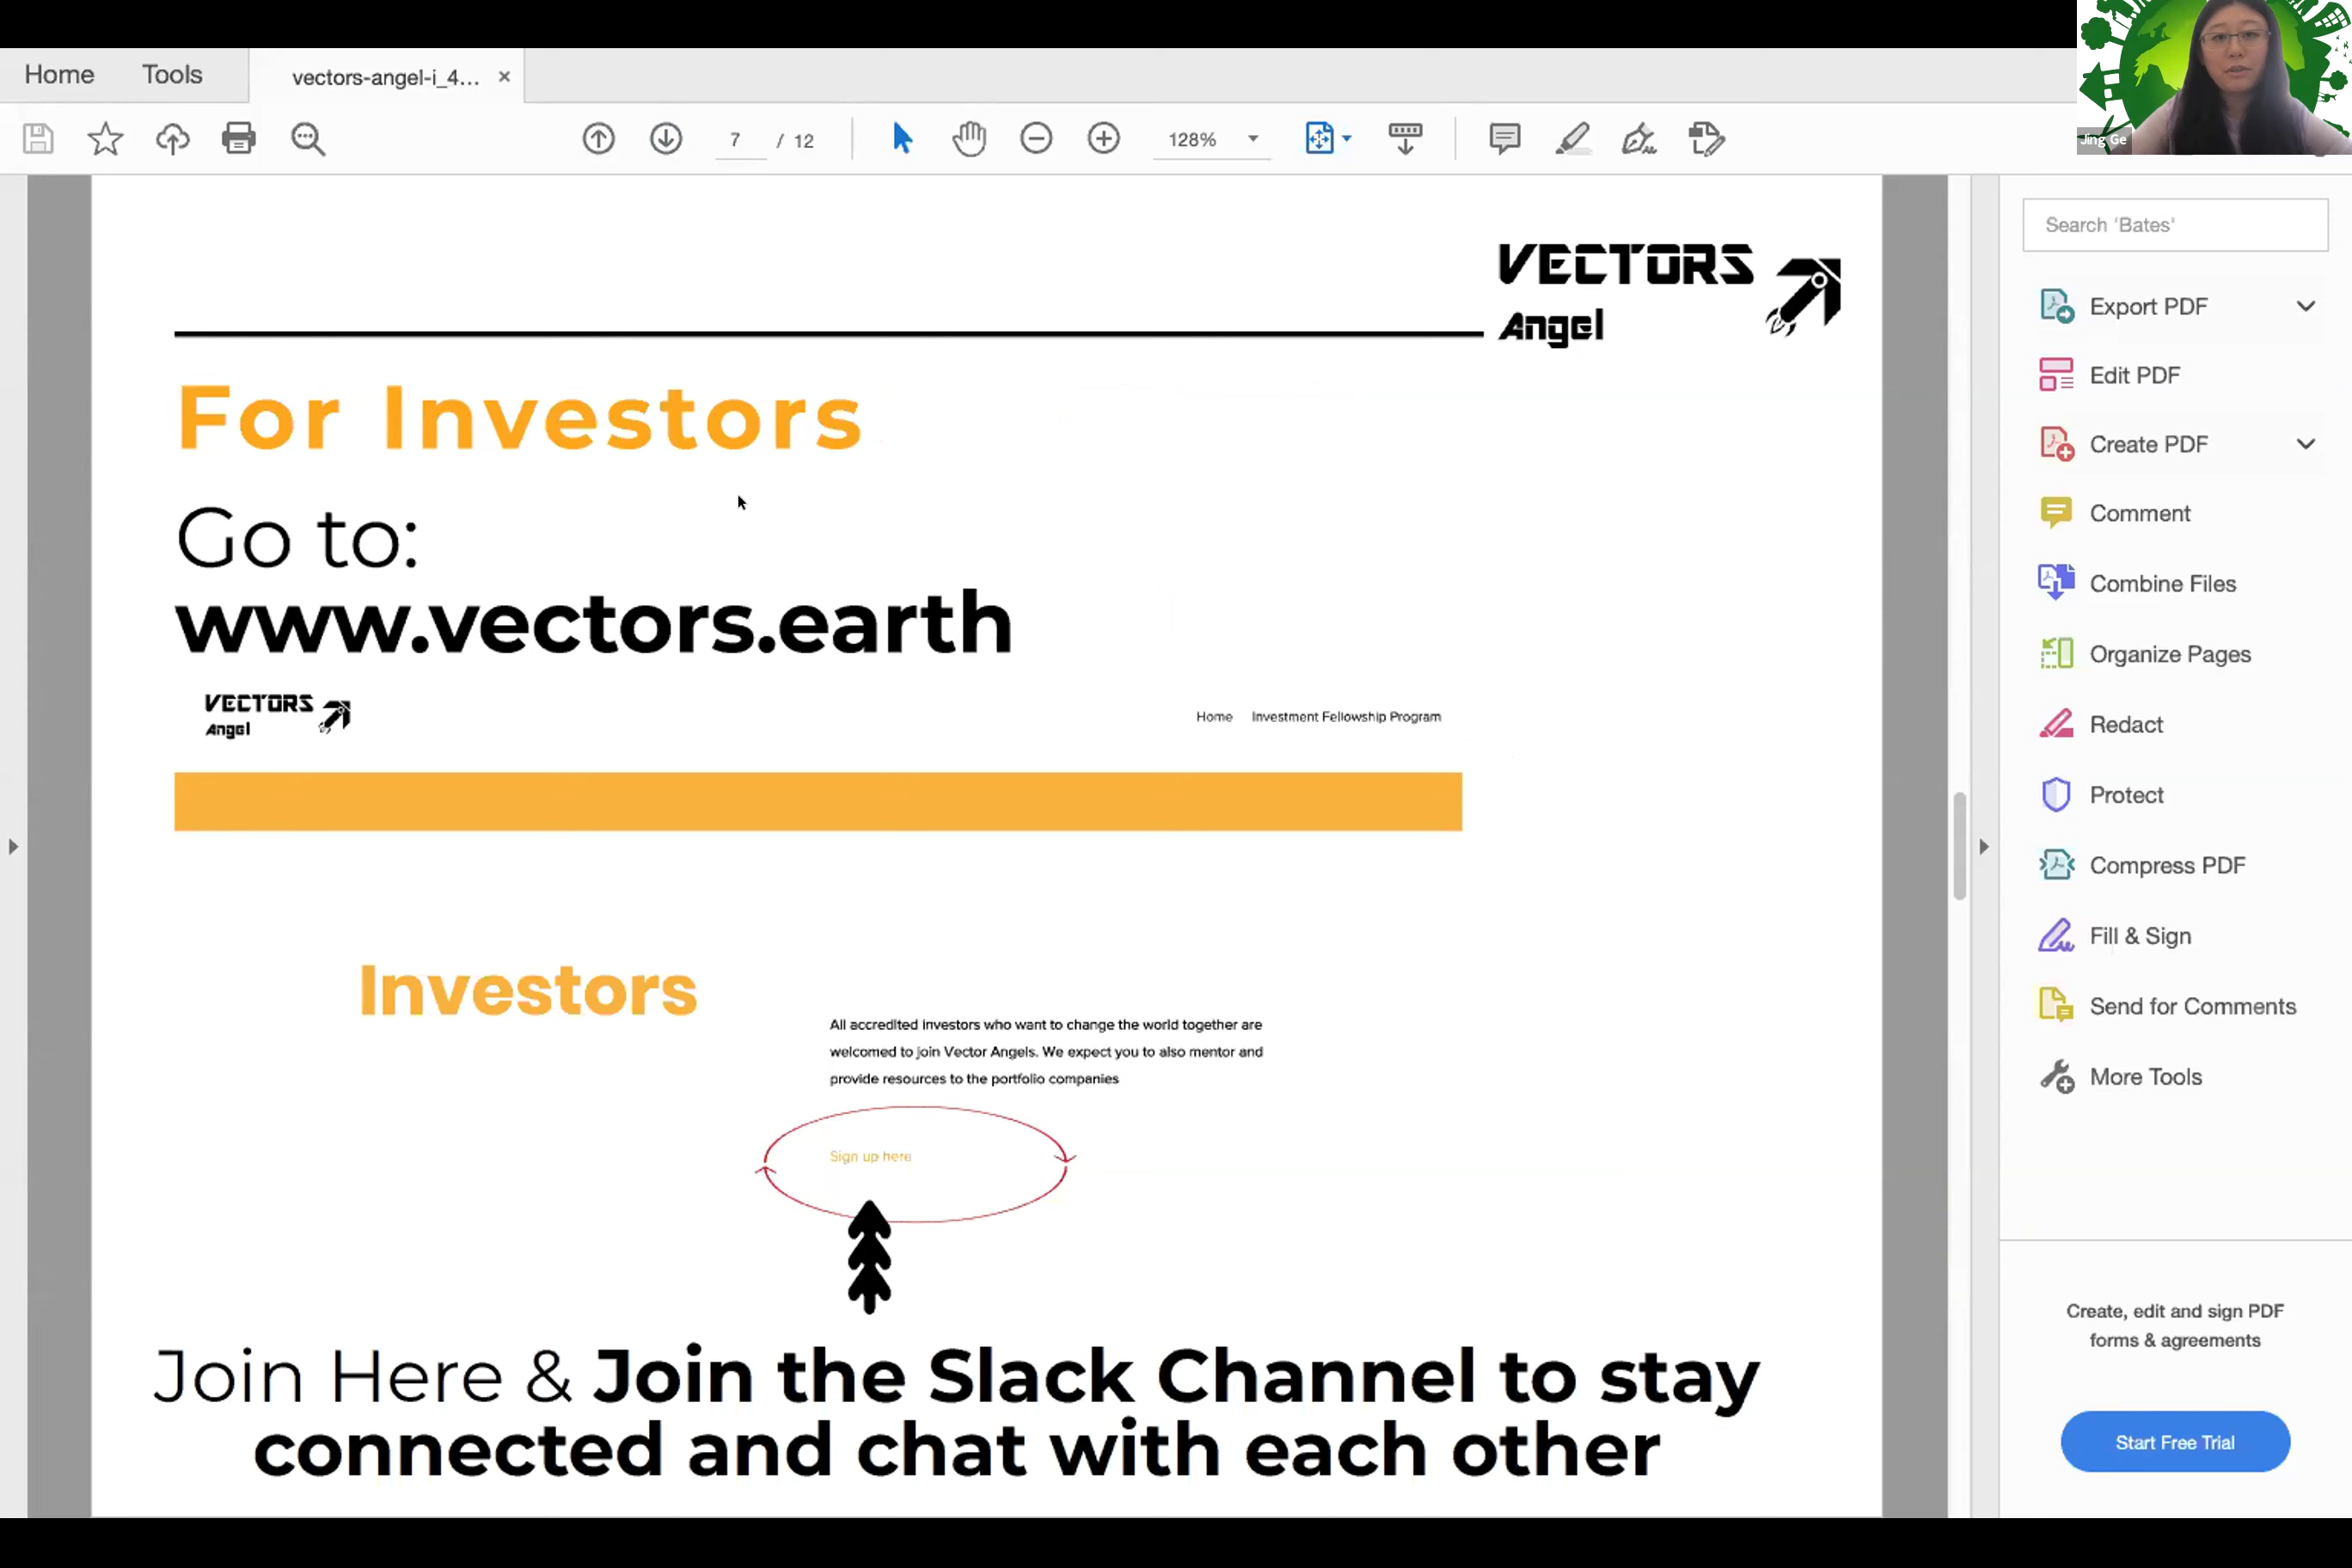 Home Tools vectors-angel-i_4... ×
7 / 12 128%
Jing Ge
VECTORS
Angel
For Investors
Go to:
www.vectors.earth
VECTORS
Angel
Home Investment Fellowship Program
Investors
All accredited investors who want to change the world together are
welcomed to join Vector Angels. We expect you to also mentor and
provide resources to the portfolio companies
Sign up here
Join Here & Join the Slack Channel to stay
connected and chat with each other
Search 'Bates'
Export PDF
Edit PDF
Create PDF
Comment
Combine Files
Organize Pages
Redact
Protect
Compress PDF
Fill & Sign
Send for Comments
More Tools
Create, edit and sign PDF
forms & agreements
Start Free Trial